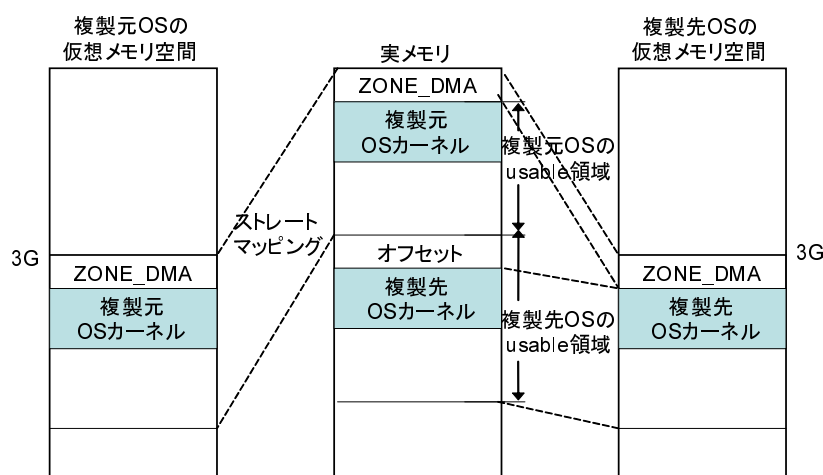 複製元OSの
仮想メモリ空間
3G
ZONE_DMA
複製元
OSカーネル
ストレート
マッピング
実メモリ
ZONE_DMA
複製元
OSカーネル
複製元OSの
usable領域
オフセット
複製先
OSカーネル
複製先OSの
usable領域
複製先OSの
仮想メモリ空間
3G
ZONE_DMA
複製先
OSカーネル